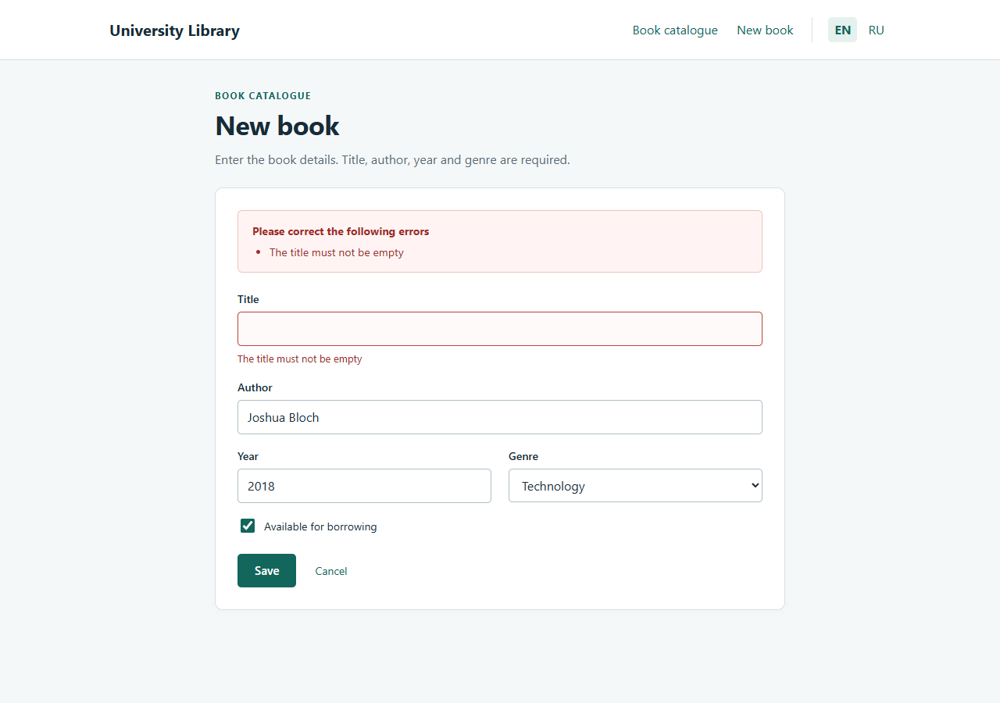 University Library
Book catalogue
New book
EN
RU
BOOK CATALOGUE
New book
Enter the book details. Title, author, year and genre are required.
Please correct the following errors
• The title must not be empty
Title
The title must not be empty
Author
Joshua Bloch
Year
Genre
2018
Technology
Available for borrowing
Save
Cancel